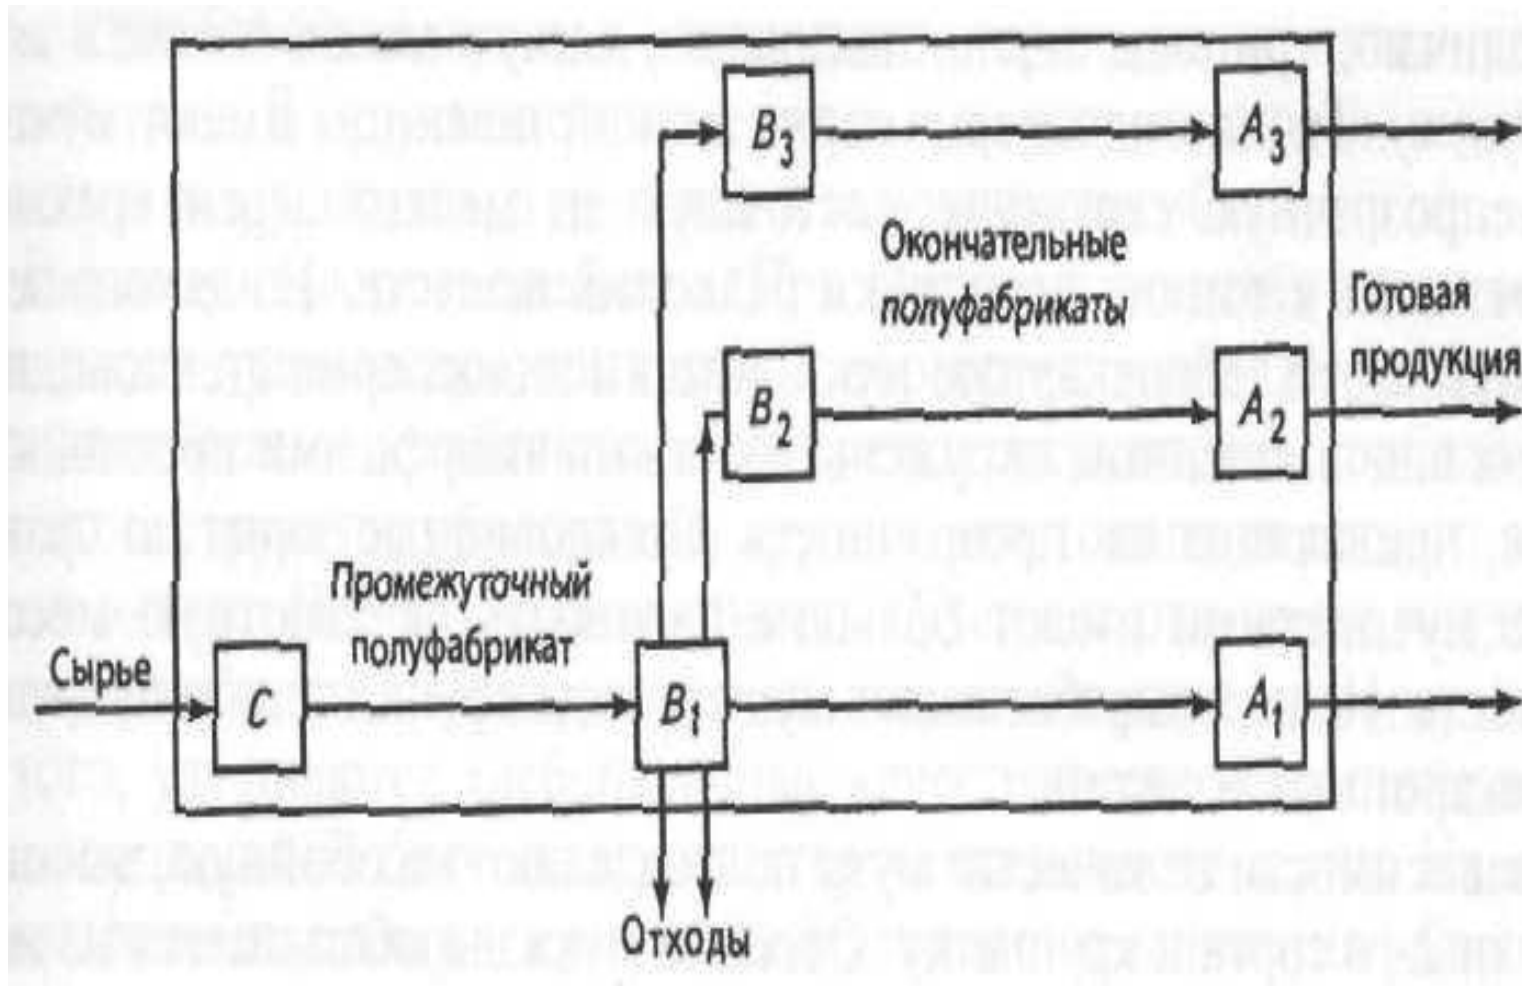 B3
A3
Окончательные
полуфабрикаты
Готовая
продукция
B2
A2
Промежуточный
полуфабрикат
Сырье
C
B1
A1
Отходы